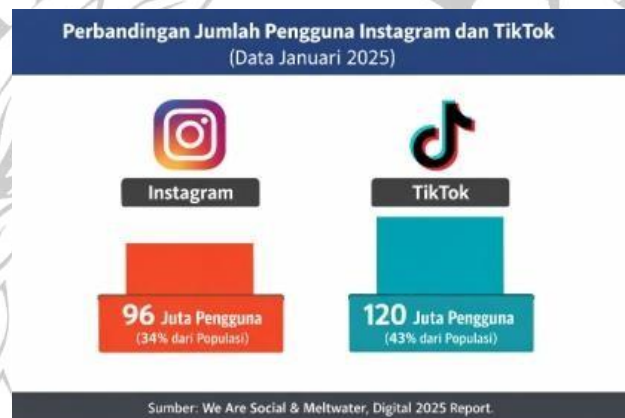 Perbandingan Jumlah Pengguna Instagram dan TikTok
(Data Januari 2025)
Instagram
TikTok
96 Juta Pengguna
(34% dari Populasi)
120 Juta Pengguna
(43% dari Populasi)
Sumber: We Are Social & Meltwater, Digital 2025 Report.